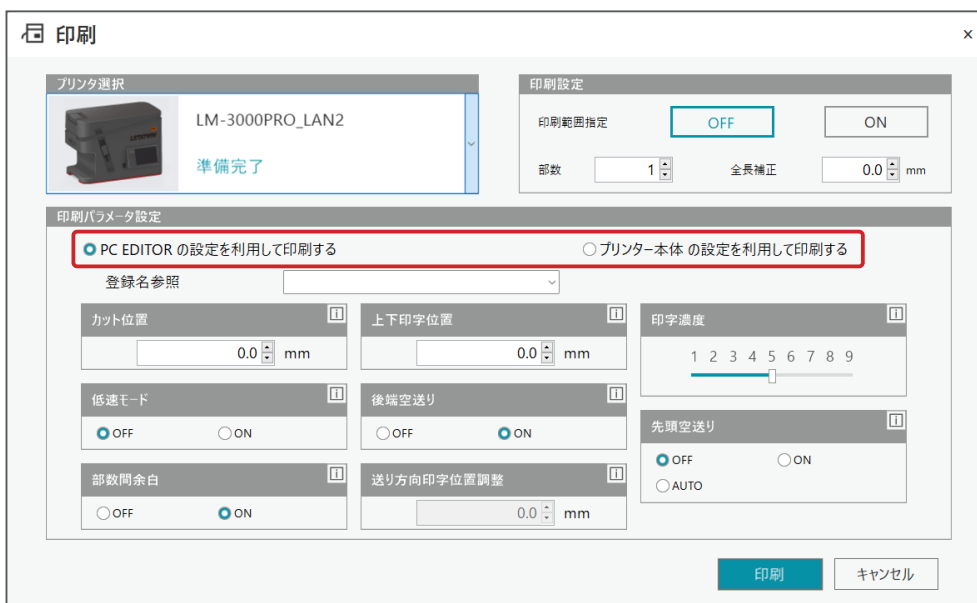 印刷
×
プリンタ選択
LM-3000PRO_LAN2
準備完了
印刷設定
印刷範囲指定 OFF ON
部数 1 全長補正 0.0 mm
印刷パラメータ設定
PC EDITOR の設定を利用して印刷する プリンター本体 の設定を利用して印刷する
登録名参照
カット位置
0.0 mm
上下印字位置
0.0 mm
印字濃度
1 2 3 4 5 6 7 8 9
低速モード
OFF ON
後端空送り
OFF ON
先頭空送り
OFF ON
AUTO
部数間余白
OFF ON
送り方向印字位置調整
0.0 mm
印刷 キャンセル